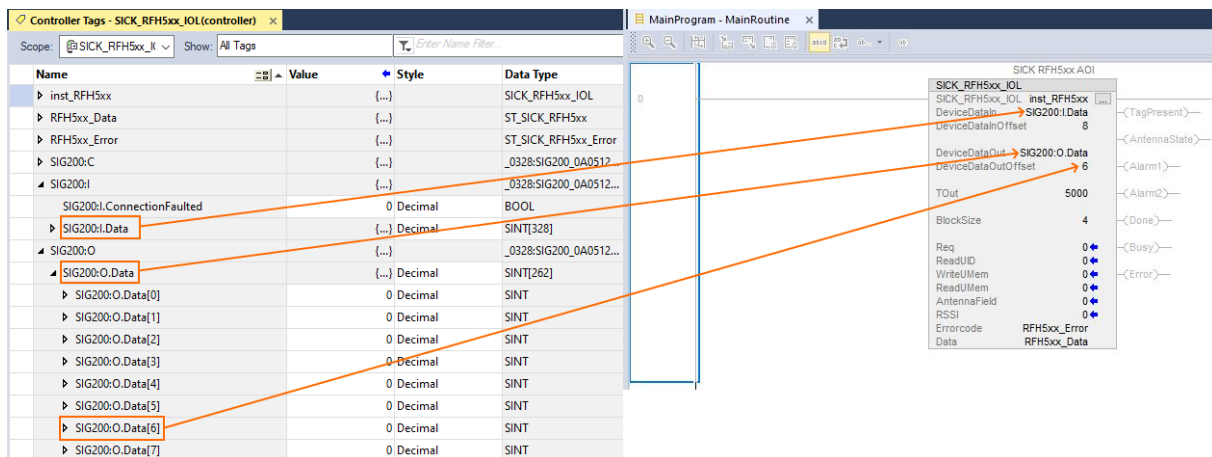 Controller Tags - SICK_RFH5xx_IOL(controller) ×
Scope: SICK_RFH5xx_I( Show: All Tags Enter Name Filter...
Name Value Style Data Type
inst_RFH5xx {...} SICK_RFH5xx_IOL
RFH5xx_Data {...} ST_SICK_RFH5xx
RFH5xx_Error {...} ST_SICK_RFH5xx_Error
SIG200:C {...} _0328:SIG200_0A0512...
SIG200:I {...} _0328:SIG200_0A0512...
SIG200:I.ConnectionFaulted 0 Decimal BOOL
SIG200:I.Data {...} Decimal SINT[328]
SIG200:O {...} _0328:SIG200_0A0512...
SIG200:O.Data {...} Decimal SINT[262]
SIG200:O.Data[0] 0 Decimal SINT
SIG200:O.Data[1] 0 Decimal SINT
SIG200:O.Data[2] 0 Decimal SINT
SIG200:O.Data[3] 0 Decimal SINT
SIG200:O.Data[4] 0 Decimal SINT
SIG200:O.Data[5] 0 Decimal SINT
SIG200:O.Data[6] 0 Decimal SINT
SIG200:O.Data[7] 0 Decimal SINT
MainProgram - MainRoutine ×
abcd ab... <ab>
0
SICK RFH5xx AOI
SICK_RFH5xx_IOL
SICK_RFH5xx_IOL inst_RFH5xx ...
DeviceDataIn SIG200:I.Data (TagPresent)
DeviceDataInOffset 8
(AntennaState)
DeviceDataOut SIG200:O.Data
DeviceDataOutOffset 6 (Alarm1)
TOut 5000 (Alarm2)
BlockSize 4 (Done)
Req 0 (Busy)
ReadUID 0
WriteUMem 0 (Error)
ReadUMem 0
AntennaField 0
RSSI 0
Errorcode RFH5xx_Error
Data RFH5xx_Data